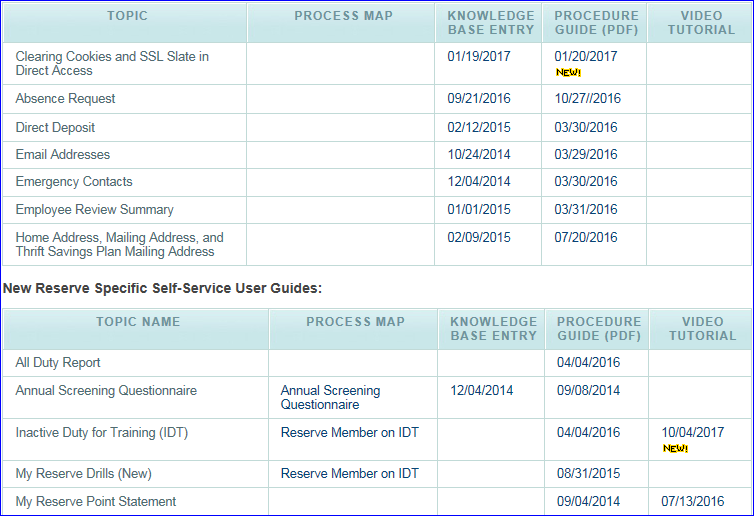 TOPIC PROCESS MAP KNOWLEDGE BASE ENTRY PROCEDURE GUIDE (PDF) VIDEO TUTORIAL
Clearing Cookies and SSL Slate in Direct Access 01/19/2017 01/20/2017 NEW!
Absence Request 09/21/2016 10/27//2016
Direct Deposit 02/12/2015 03/30/2016
Email Addresses 10/24/2014 03/29/2016
Emergency Contacts 12/04/2014 03/30/2016
Employee Review Summary 01/01/2015 03/31/2016
Home Address, Mailing Address, and Thrift Savings Plan Mailing Address 02/09/2015 07/20/2016
New Reserve Specific Self-Service User Guides:
TOPIC NAME PROCESS MAP KNOWLEDGE BASE ENTRY PROCEDURE GUIDE (PDF) VIDEO TUTORIAL
All Duty Report 04/04/2016
Annual Screening Questionnaire Annual Screening Questionnaire 12/04/2014 09/08/2014
Inactive Duty for Training (IDT) Reserve Member on IDT 04/04/2016 10/04/2017 NEW!
My Reserve Drills (New) Reserve Member on IDT 08/31/2015
My Reserve Point Statement 09/04/2014 07/13/2016